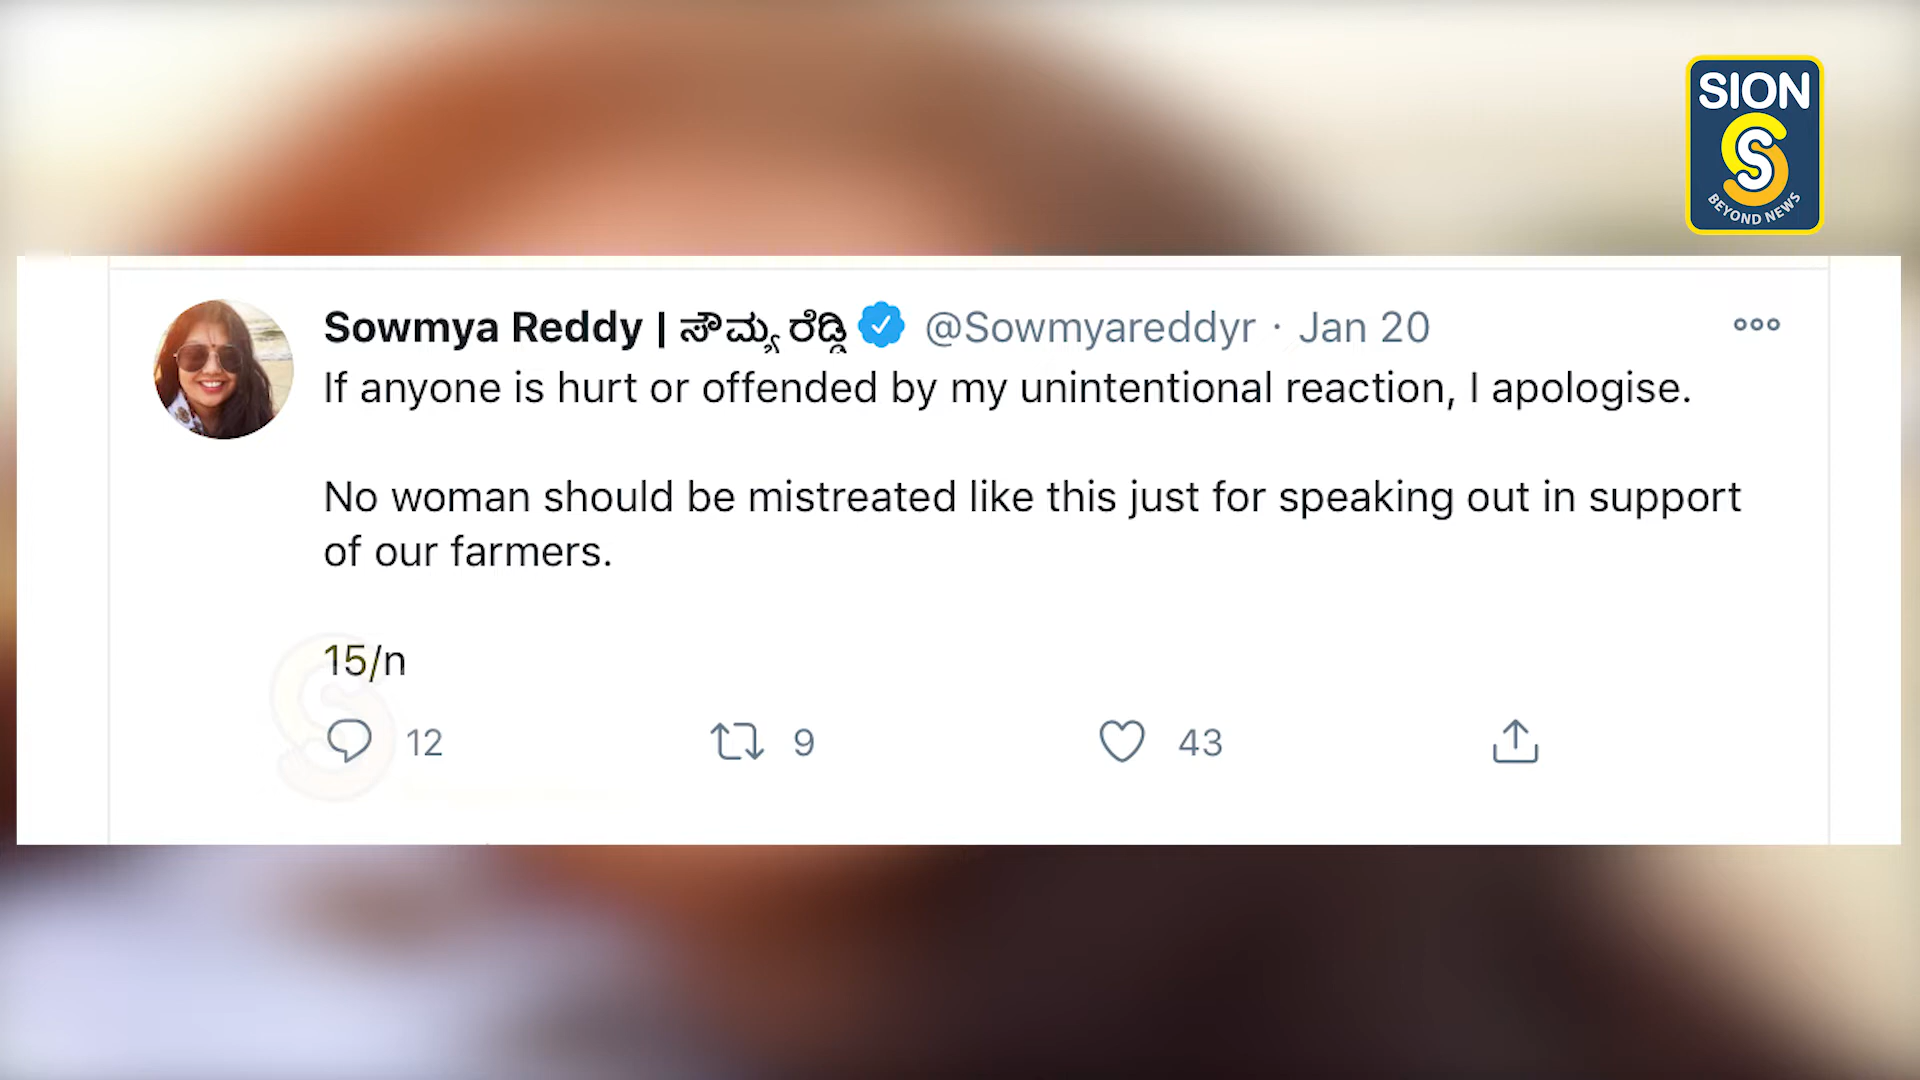 SION
S
BEYOND NEWS
Sowmya Reddy | ಸೌಮ್ಯ ರೆಡ್ಡಿ @Sowmyareddyr · Jan 20
If anyone is hurt or offended by my unintentional reaction, I apologise.
No woman should be mistreated like this just for speaking out in support
of our farmers.
15/n
12 9 43